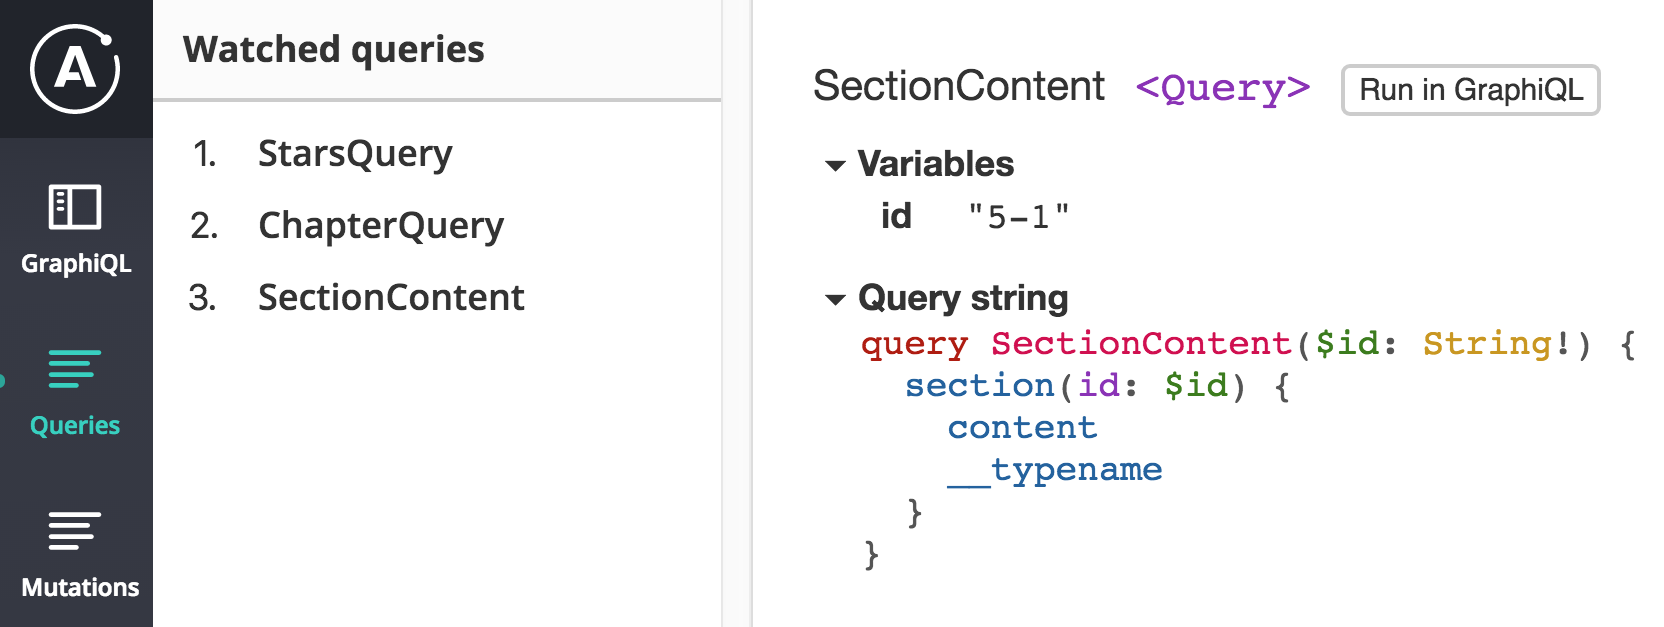 A
GraphiQL
Queries
Mutations
Watched queries
1. StarsQuery
2. ChapterQuery
3. SectionContent
SectionContent <Query> Run in GraphiQL
Variables
id "5-1"
Query string
query SectionContent($id: String!) {
section(id: $id) {
content
__typename
}
}